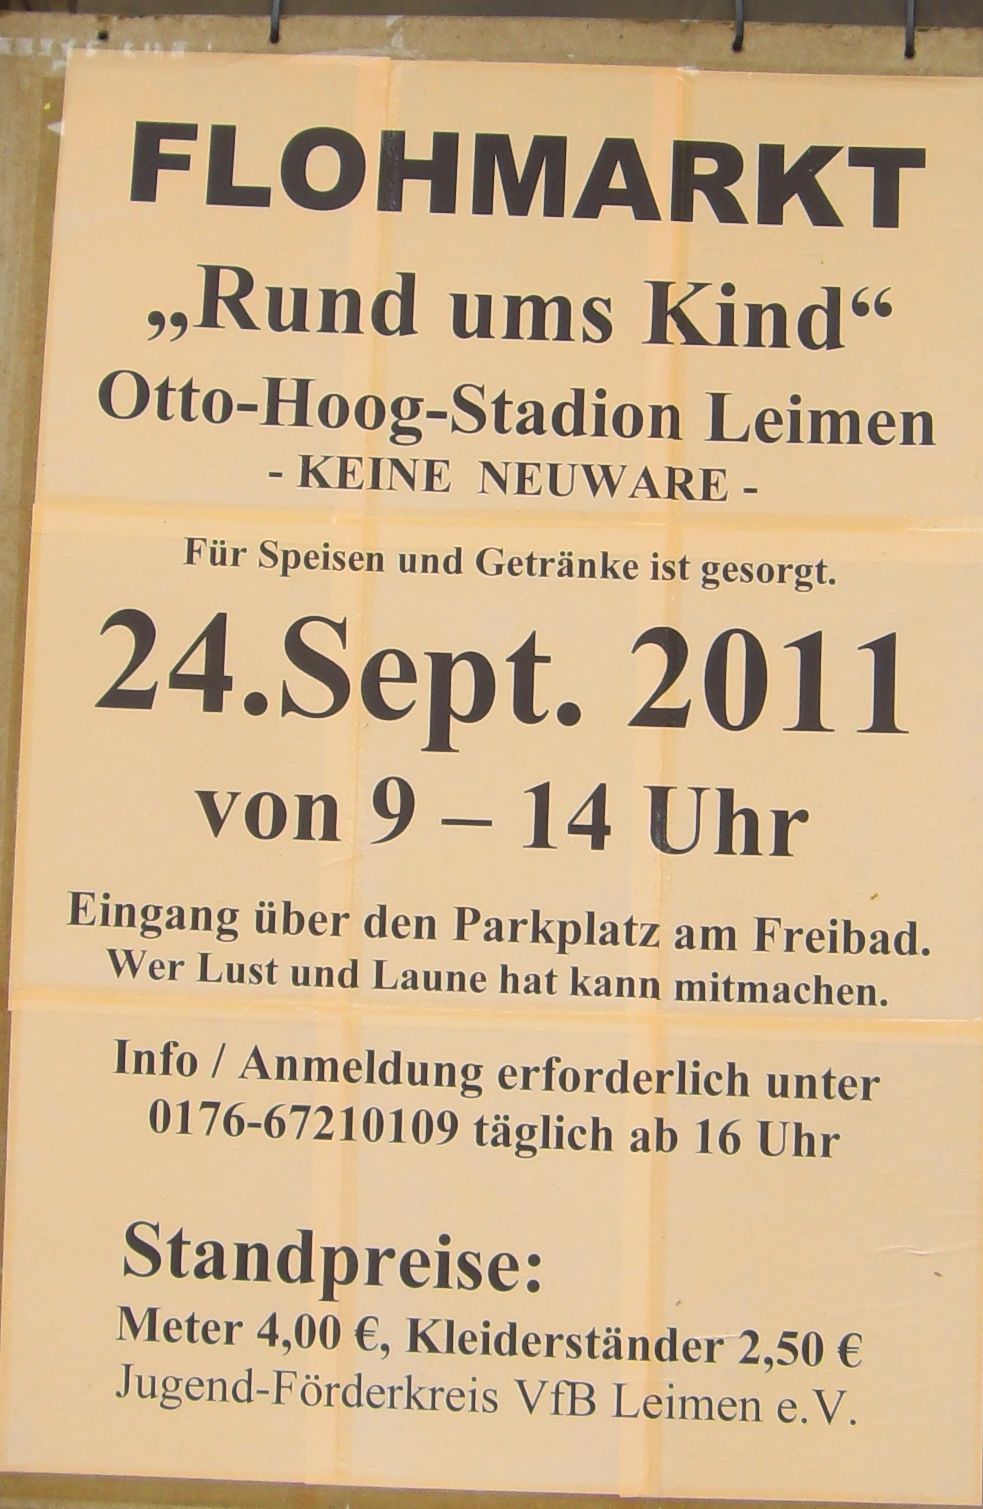 FLOHMARKT
„Rund ums Kind“
Otto-Hoog-Stadion Leimen
- KEINE NEUWARE -
Für Speisen und Getränke ist gesorgt.
24.Sept. 2011
von 9 – 14 Uhr
Eingang über den Parkplatz am Freibad.
Wer Lust und Laune hat kann mitmachen.
Info / Anmeldung erforderlich unter
0176-67210109 täglich ab 16 Uhr
Standpreise:
Meter 4,00 €, Kleiderständer 2,50 €
Jugend-Förderkreis VfB Leimen e.V.